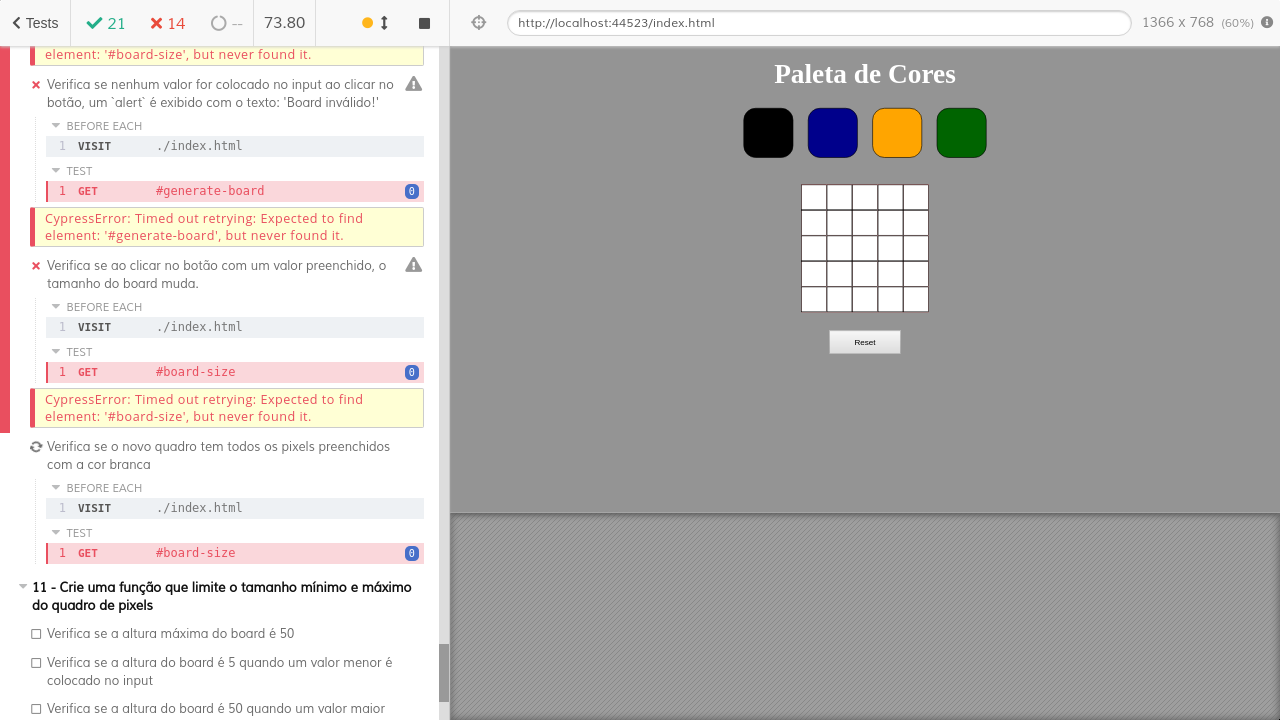 Tests 21 14 -- 73.80 http://localhost:44523/index.html 1366 x 768 (60%)
element: '#board-size', but never found it.
Verifica se nenhum valor for colocado no input ao clicar no
botão, um `alert` é exibido com o texto: 'Board inválido!'
BEFORE EACH
1 VISIT ./index.html
TEST
1 GET #generate-board 0
CypressError: Timed out retrying: Expected to find
element: '#generate-board', but never found it.
Verifica se ao clicar no botão com um valor preenchido, o
tamanho do board muda.
BEFORE EACH
1 VISIT ./index.html
TEST
1 GET #board-size 0
CypressError: Timed out retrying: Expected to find
element: '#board-size', but never found it.
Verifica se o novo quadro tem todos os pixels preenchidos
com a cor branca
BEFORE EACH
1 VISIT ./index.html
TEST
1 GET #board-size 0
11 - Crie uma função que limite o tamanho mínimo e máximo
do quadro de pixels
Verifica se a altura máxima do board é 50
Verifica se a altura do board é 5 quando um valor menor é
colocado no input
Verifica se a altura do board é 50 quando um valor maior
Paleta de Cores
Reset